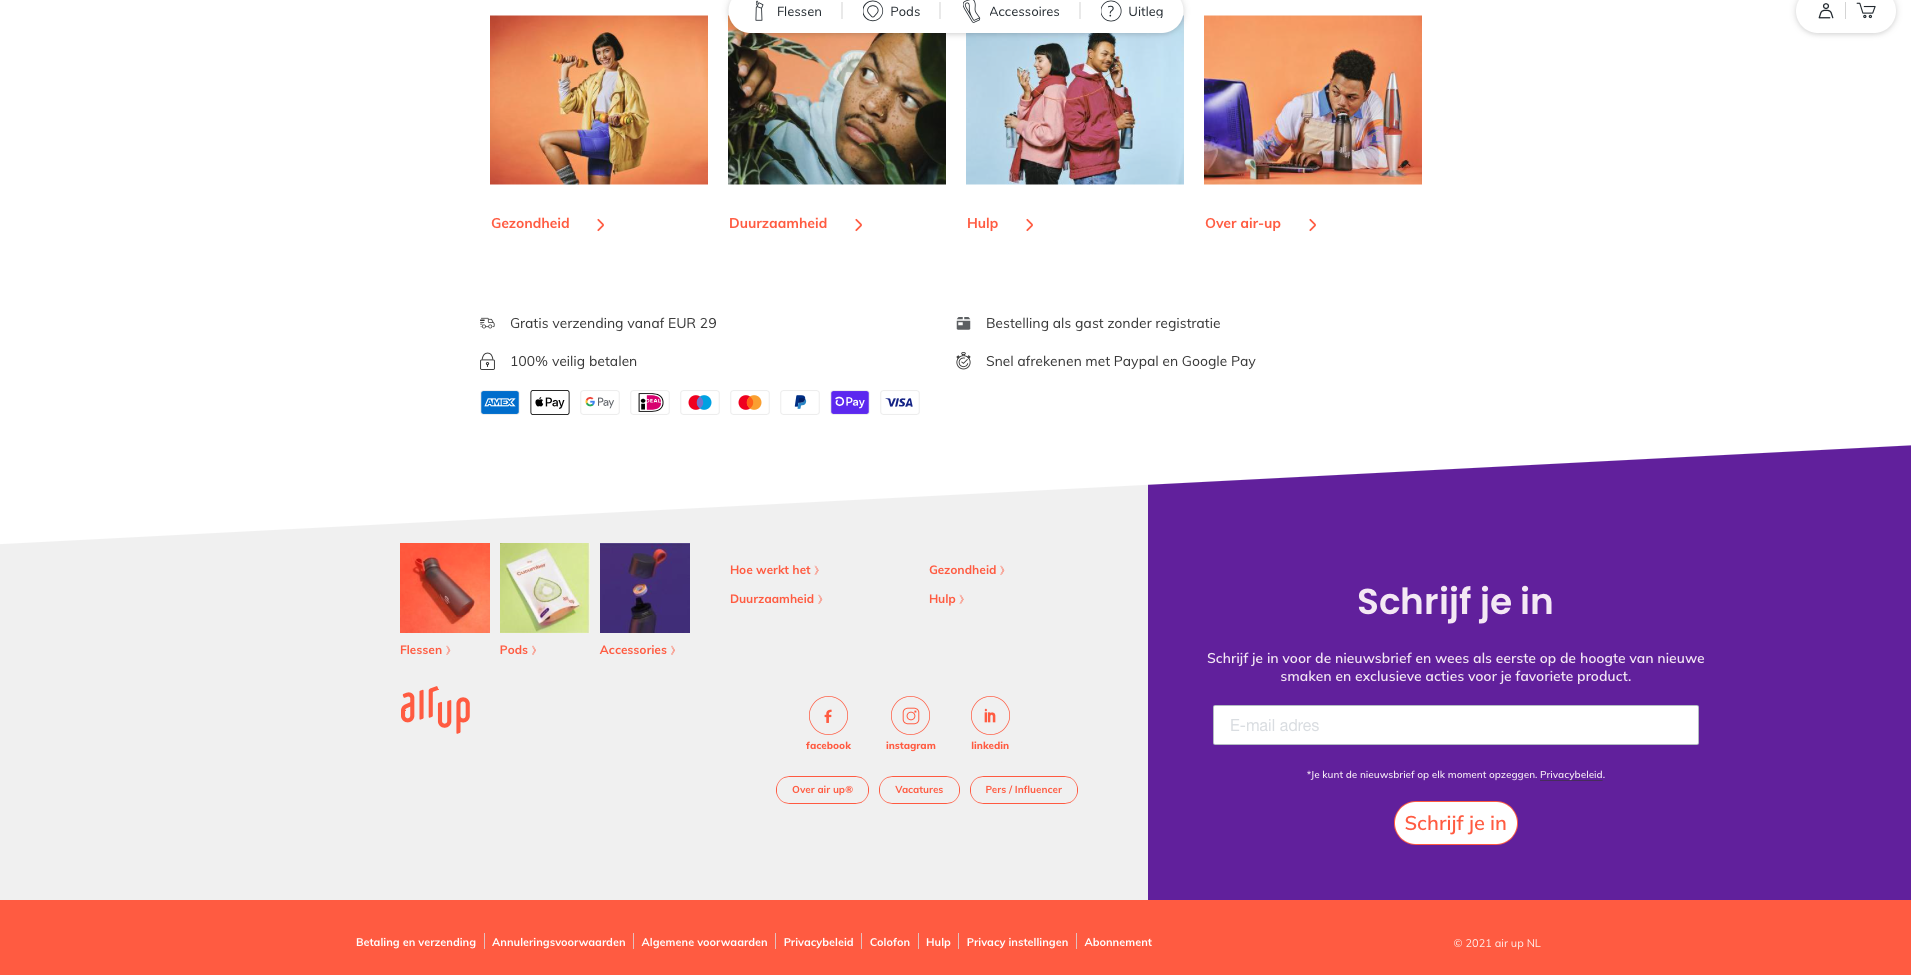 Flessen
Pods
Accessoires
? Uitleg
Gezondheid
Duurzaamheid
Hulp
Over air-up
Gratis verzending vanaf EUR 29
Bestelling als gast zonder registratie
100% veilig betalen
Snel afrekenen met Paypal en Google Pay
AMEX
Pay
G Pay
iDEAL
Pay
VISA
Hoe werkt het
Gezondheid
Duurzaamheid
Hulp
Cucumber
Flessen
Pods
Accessories
air up
f
in
facebook
instagram
linkedin
Over air up®
Vacatures
Pers / Influencer
Schrijf je in
Schrijf je in voor de nieuwsbrief en wees als eerste op de hoogte van nieuwe
smaken en exclusieve acties voor je favoriete product.
E-mail adres
*Je kunt de nieuwsbrief op elk moment opzeggen. Privacybeleid.
Schrijf je in
Betaling en verzending
Annuleringsvoorwaarden
Algemene voorwaarden
Privacybeleid
Colofon
Hulp
Privacy instellingen
Abonnement
© 2021 air up NL